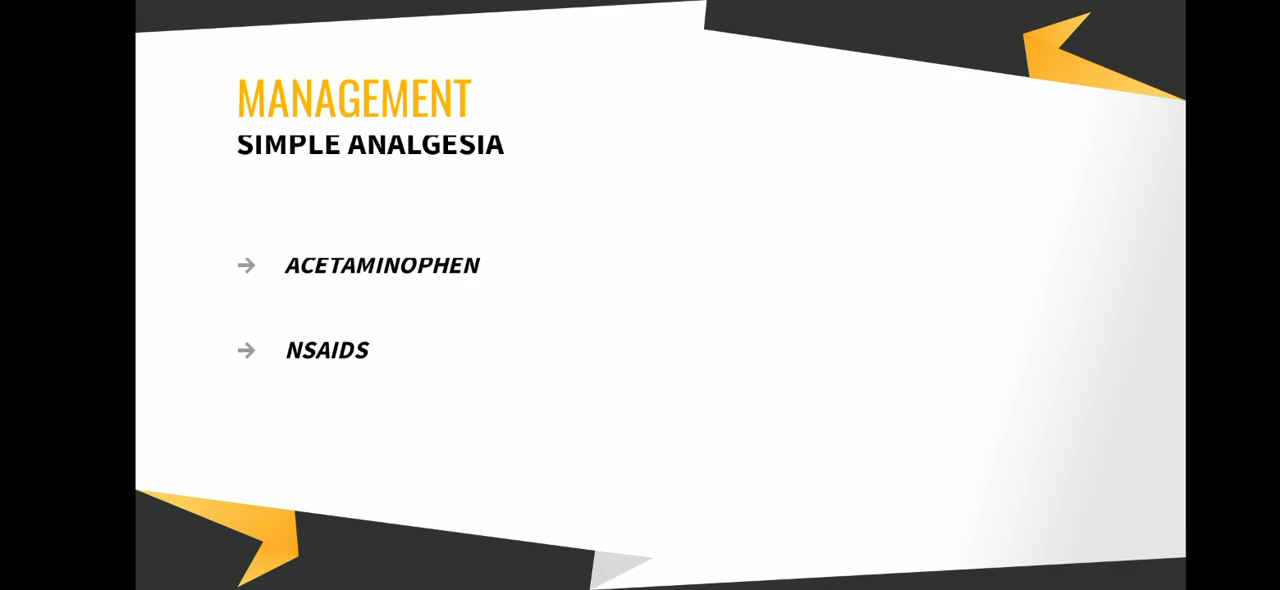 MANAGEMENT
SIMPLE ANALGESIA
→ ACETAMINOPHEN
→ NSAIDS